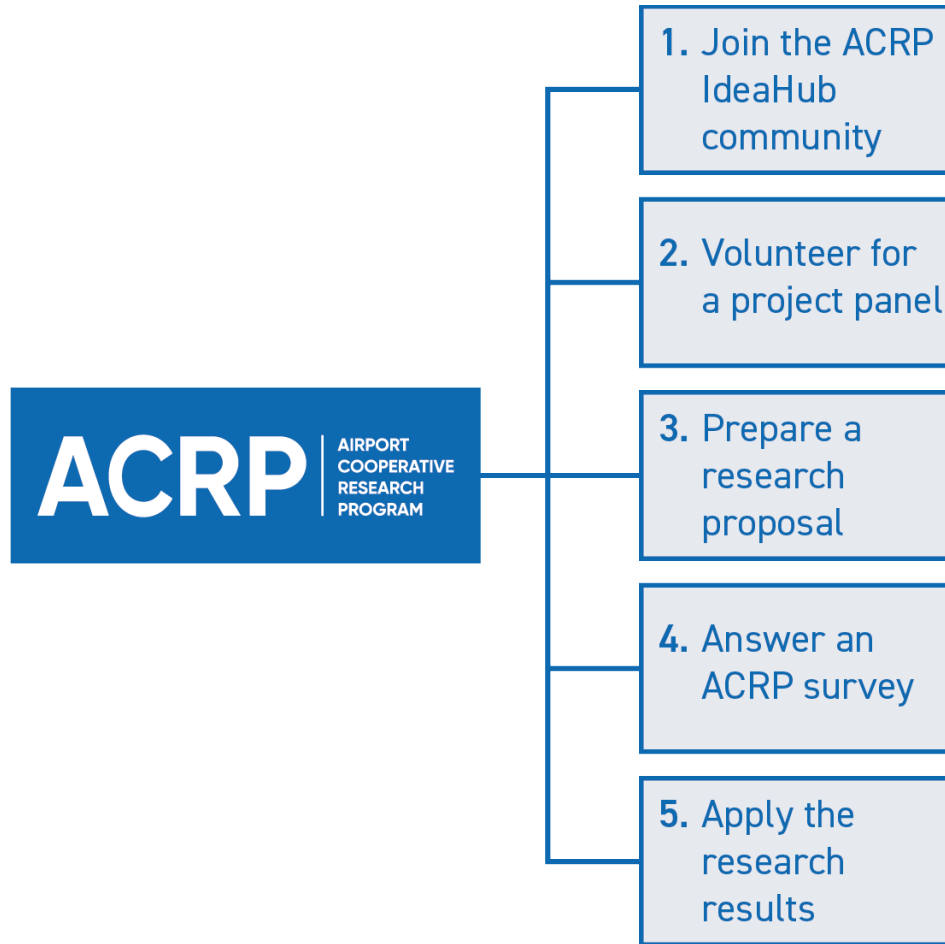 ACRP
AIRPORT
COOPERATIVE
RESEARCH
PROGRAM
1. Join the ACRP
IdeaHub
community
2. Volunteer for
a project panel
3. Prepare a
research
proposal
4. Answer an
ACRP survey
5. Apply the
research
results